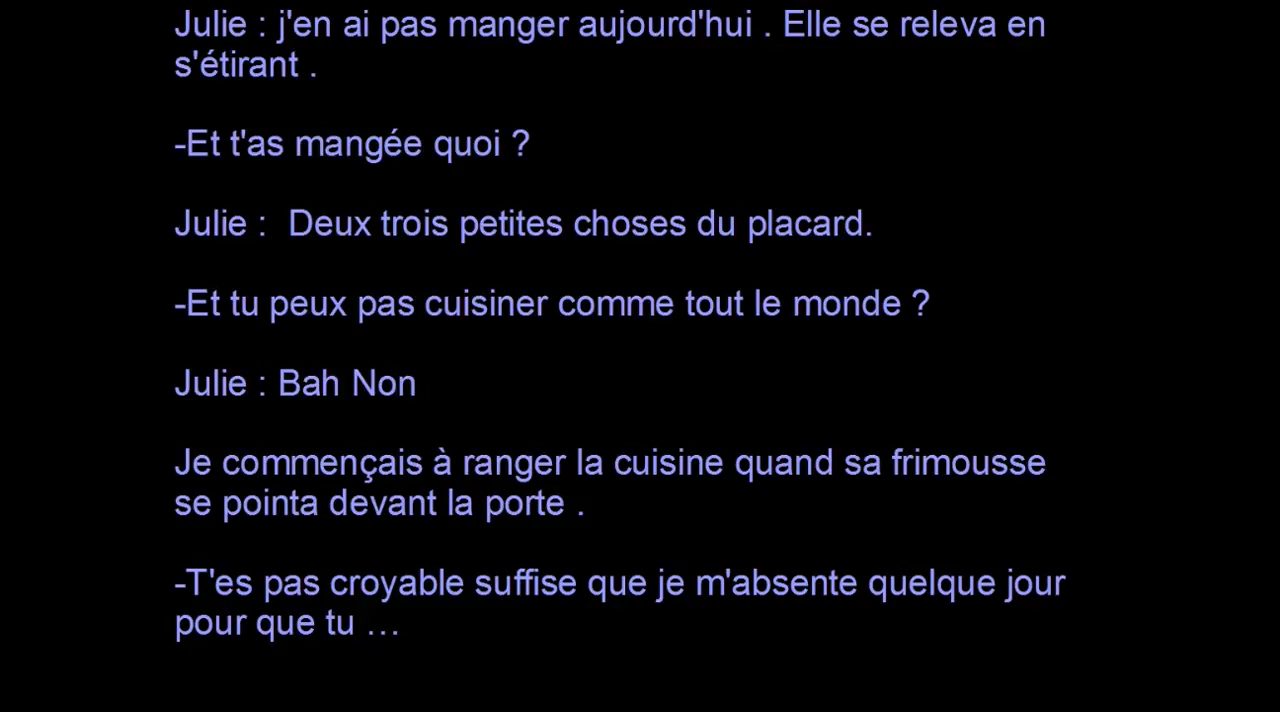 Julie : j'en ai pas manger aujourd'hui . Elle se releva en
s'étirant .
-Et t'as mangée quoi ?
Julie :  Deux trois petites choses du placard.
-Et tu peux pas cuisiner comme tout le monde ?
Julie : Bah Non
Je commençais à ranger la cuisine quand sa frimousse
se pointa devant la porte .
-T'es pas croyable suffise que je m'absente quelque jour
pour que tu …